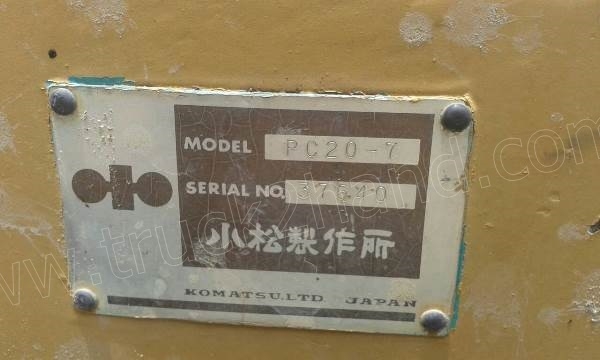 MODEL PC20-7
SERIAL NO. 37640
小松製作所
KOMATSU.LTD. JAPAN